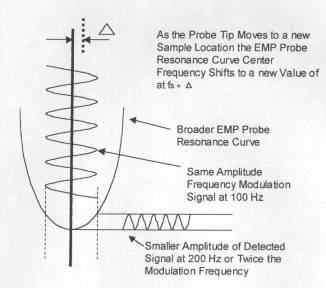 Δ
As the Probe Tip Moves to a new
Sample Location the EMP Probe
Resonance Curve Center
Frequency Shifts to a new Value of
at fs + Δ
Broader EMP Probe
Resonance Curve
Same Amplitude
Frequency Modulation
Signal at 100 Hz
Smaller Amplitude of Detected
Signal at 200 Hz or Twice the
Modulation Frequency